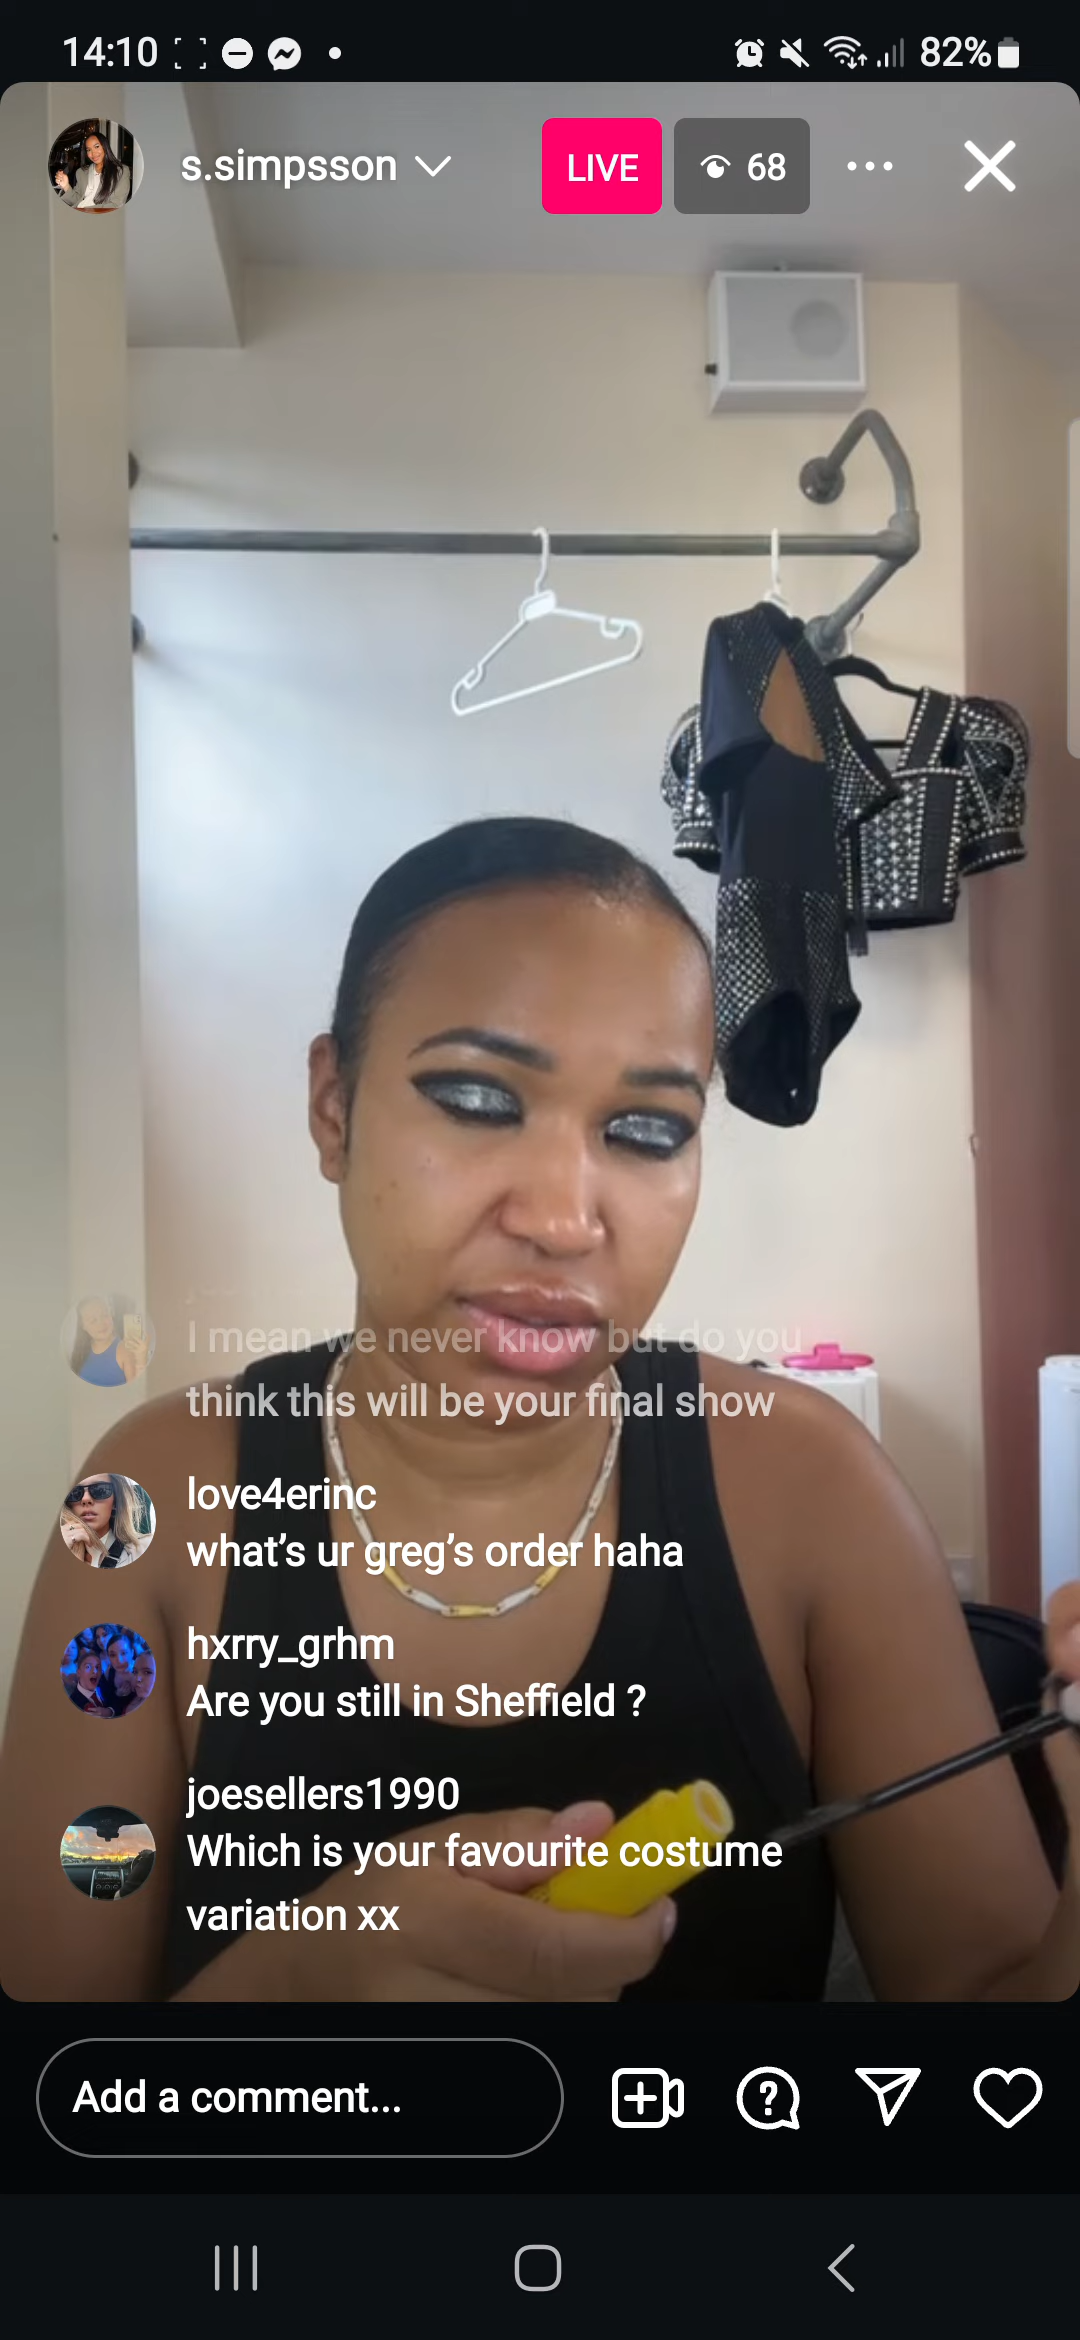 14:10
82%
s.simpsson
LIVE
68
I mean we never know but do you
think this will be your final show
love4erinc
what's ur greg's order haha
hxrry_grhm
Are you still in Sheffield ?
joesellers1990
Which is your favourite costume
variation xx
Add a comment...